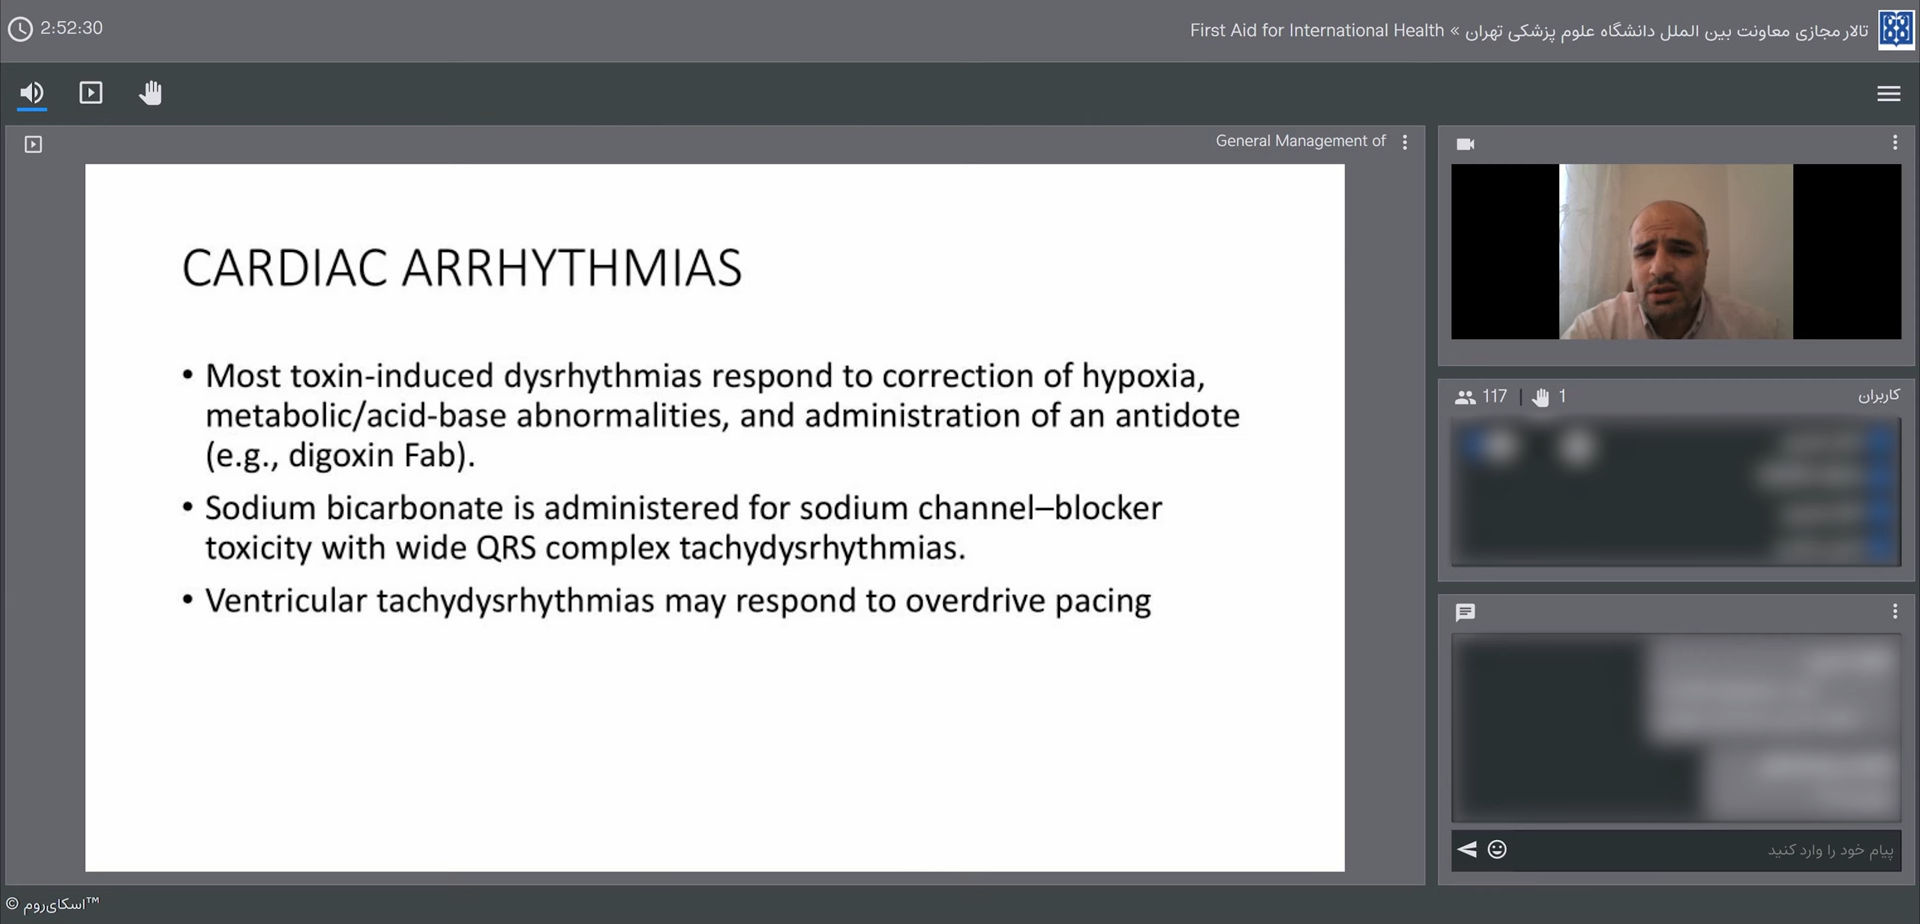 2:52:30
تالار مجازی معاونت بین الملل دانشگاه علوم پزشکی تهران » First Aid for International Health
General Management of
CARDIAC ARRHYTHMIAS
• Most toxin-induced dysrhythmias respond to correction of hypoxia,
metabolic/acid-base abnormalities, and administration of an antidote
(e.g., digoxin Fab).
• Sodium bicarbonate is administered for sodium channel–blocker
toxicity with wide QRS complex tachydysrhythmias.
• Ventricular tachydysrhythmias may respond to overdrive pacing
117 | 1
کاربران
پیام خود را وارد کنید
© اسکای‌روم™